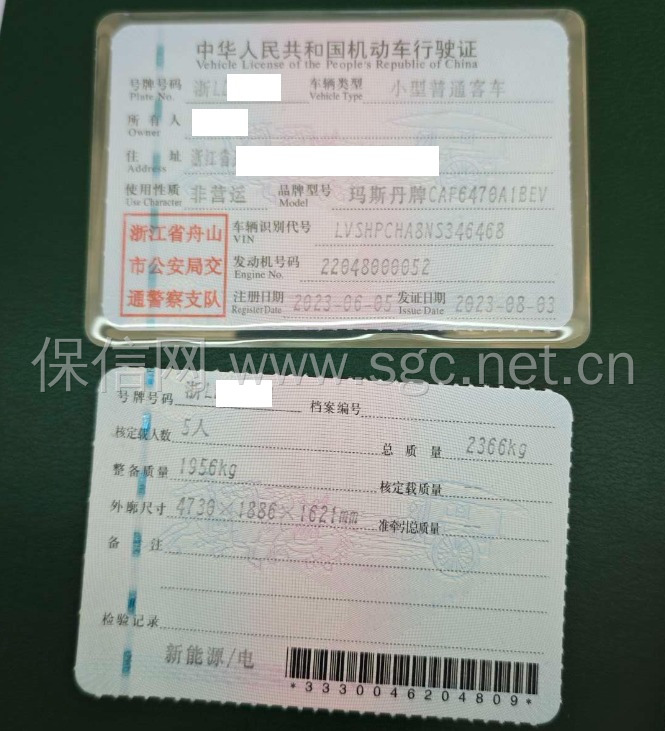 中华人民共和国机动车行驶证
Vehicle License of the People's Republic of China
号牌号码 浙L 车辆类型 小型普通客车
Plate No. Vehicle Type
所有人
Owner
住址 浙江省
Address
使用性质 非营运 品牌型号 玛斯丹牌CAF6470A1BEV
Use Character Model
浙江省舟山
市公安局交
通警察支队
车辆识别代号 LVSHPCHA8NS346468
VIN
发动机号码 22048000052
Engine No.
注册日期 2023-06-05 发证日期 2023-08-03
Register Date Issue Date
保信网 www.sgc.net.cn
号牌号码 浙L 档案编号
核定载人数 5人 总质量 2366kg
整备质量 1956kg 核定载质量 --
外廓尺寸 4730×1886×1621mm 准牵引总质量 --
备注
检验记录
新能源/电
*3330046204809*